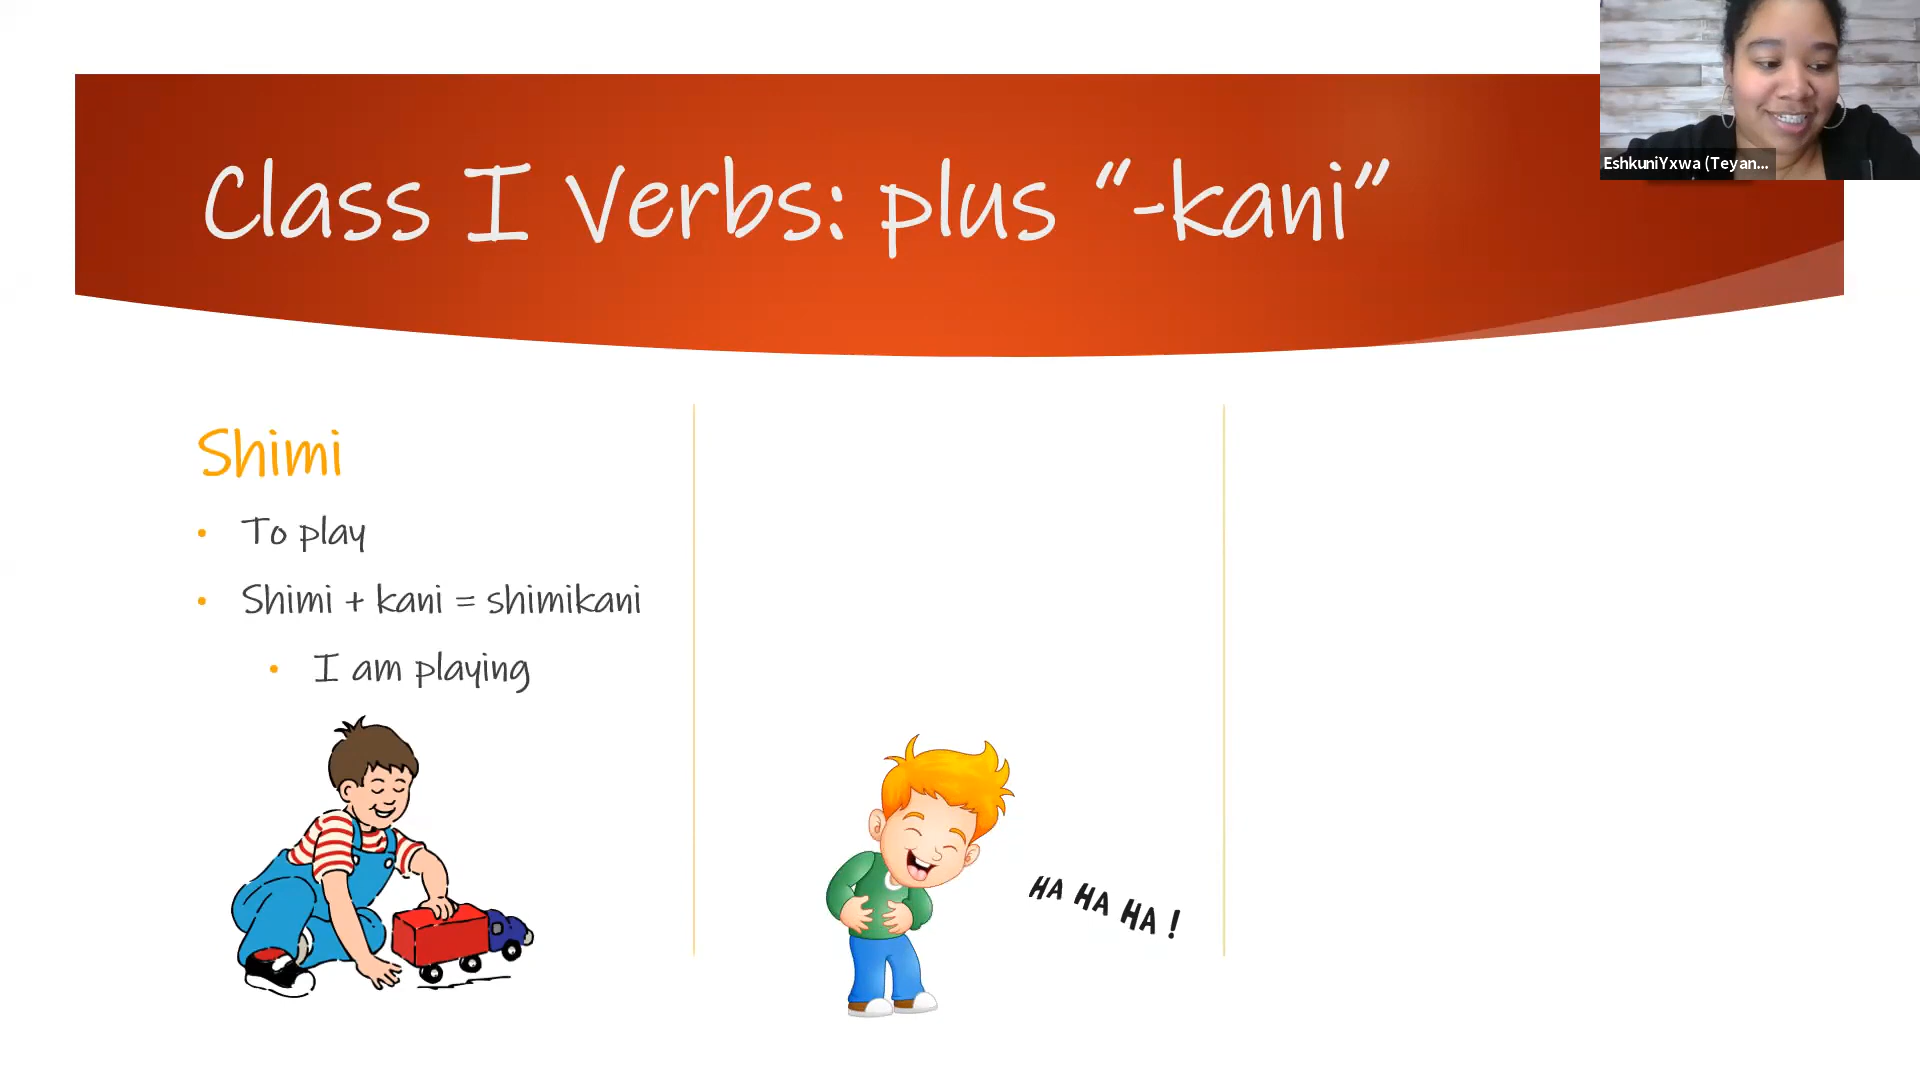 Class I Verbs: plus “-kani”
EshkuniYxwa (Teyan...
Shimi
• To play
• Shimi + kani = shimikani
• I am playing
HA HA HA !